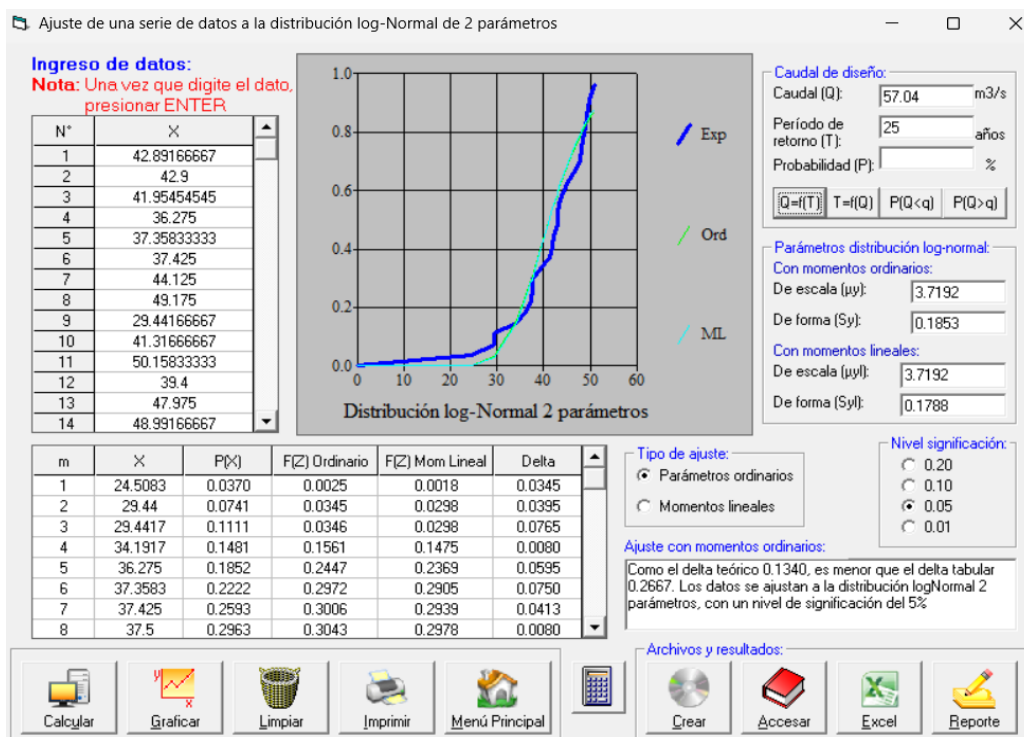 Ajuste de una serie de datos a la distribución log-Normal de 2 parámetros
Ingreso de datos:
Nota: Una vez que digite el dato,
presionar ENTER
N° X
1 42.89166667
2 42.9
3 41.95454545
4 36.275
5 37.35833333
6 37.425
7 44.125
8 49.175
9 29.44166667
10 41.31666667
11 50.15833333
12 39.4
13 47.975
14 48.99166667
1.0
0.8
0.6
0.4
0.2
0.0
0 10 20 30 40 50 60
Distribución log-Normal 2 parámetros
Exp
Ord
ML
Caudal de diseño:
Caudal (Q): 57.04 m3/s
Período de
retorno (T): 25 años
Probabilidad (P): %
Q=f(T) T=f(Q) P(Q<q) P(Q>q)
Parámetros distribución log-normal:
Con momentos ordinarios:
De escala (µy): 3.7192
De forma (Sy): 0.1853
Con momentos lineales:
De escala (µyl): 3.7192
De forma (Syl): 0.1788
m X P(X) F(Z) Ordinario F(Z) Mom Lineal Delta
1 24.5083 0.0370 0.0025 0.0018 0.0345
2 29.44 0.0741 0.0345 0.0298 0.0395
3 29.4417 0.1111 0.0346 0.0298 0.0765
4 34.1917 0.1481 0.1561 0.1475 0.0080
5 36.275 0.1852 0.2447 0.2369 0.0595
6 37.3583 0.2222 0.2972 0.2905 0.0750
7 37.425 0.2593 0.3006 0.2939 0.0413
8 37.5 0.2963 0.3043 0.2978 0.0080
Tipo de ajuste:
Parámetros ordinarios
Momentos lineales
Nivel significación:
0.20
0.10
0.05
0.01
Ajuste con momentos ordinarios:
Como el delta teórico 0.1340, es menor que el delta tabular
0.2667. Los datos se ajustan a la distribución logNormal 2
parámetros, con un nivel de significación del 5%
Calcular Graficar Limpiar Imprimir Menú Principal
Archivos y resultados:
Crear Accesar Excel Reporte